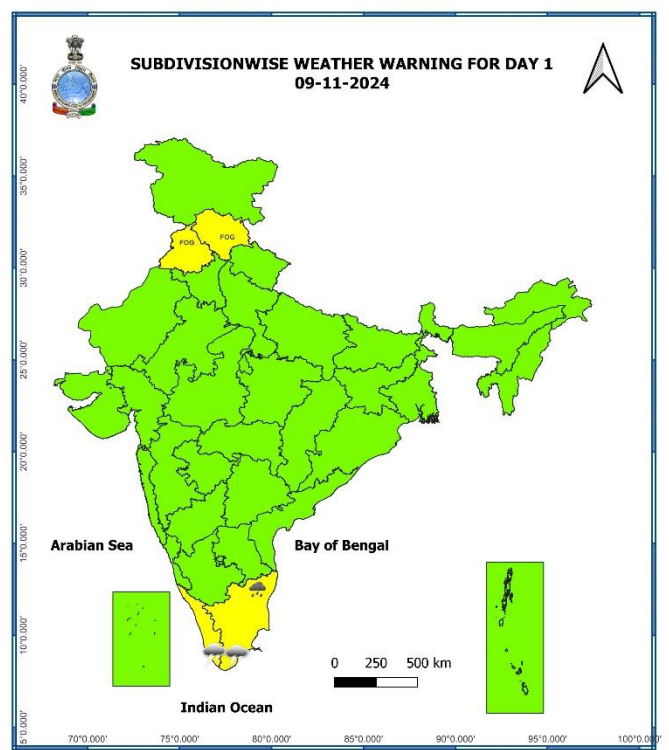 SUBDIVISIONWISE WEATHER WARNING FOR DAY 1
09-11-2024
40°0.000'
35°0.000'
30°0.000'
25°0.000'
20°0.000'
15°0.000'
10°0.000'
5°0.000'
FOG
FOG
Arabian Sea
Bay of Bengal
0 250 500 km
Indian Ocean
70°0.000' 75°0.000' 80°0.000' 85°0.000' 90°0.000' 95°0.000' 100°0.000'